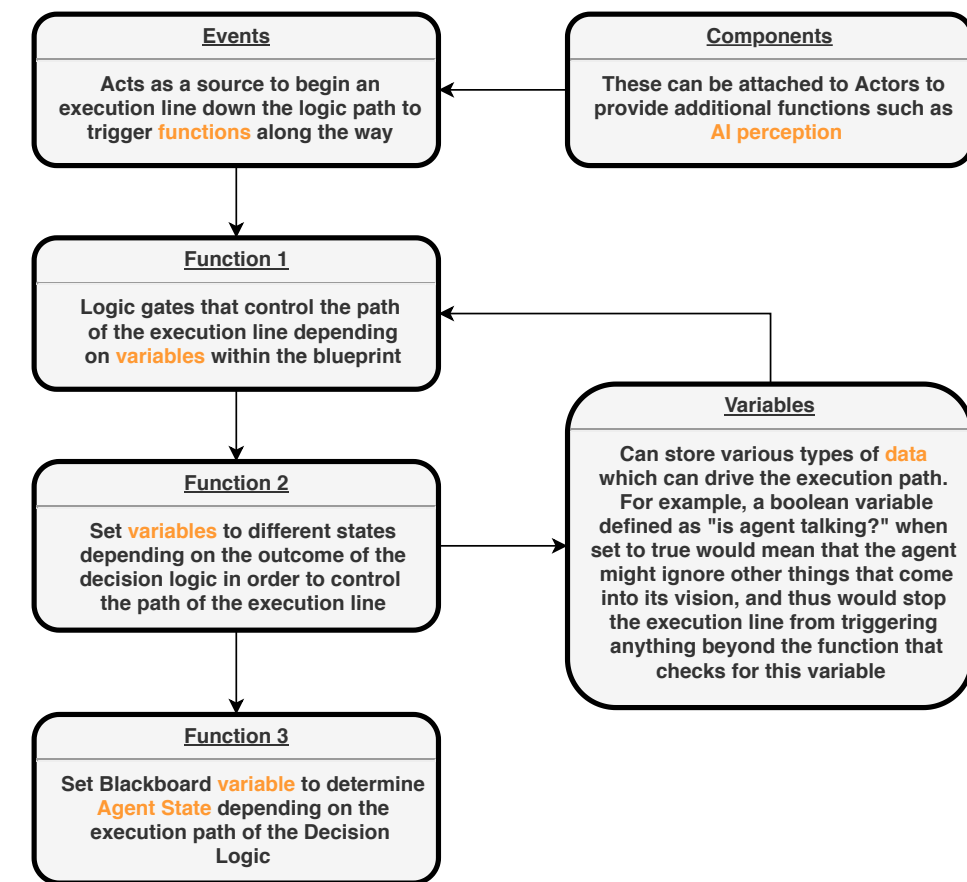 Events
Acts as a source to begin an
execution line down the logic path to
trigger functions along the way
Components
These can be attached to Actors to
provide additional functions such as
AI perception
Function 1
Logic gates that control the path
of the execution line depending
on variables within the blueprint
Function 2
Set variables to different states
depending on the outcome of the
decision logic in order to control
the path of the execution line
Variables
Can store various types of data
which can drive the execution path.
For example, a boolean variable
defined as "is agent talking?" when
set to true would mean that the agent
might ignore other things that come
into its vision, and thus would stop
the execution line from triggering
anything beyond the function that
checks for this variable
Function 3
Set Blackboard variable to determine
Agent State depending on the
execution path of the Decision
Logic